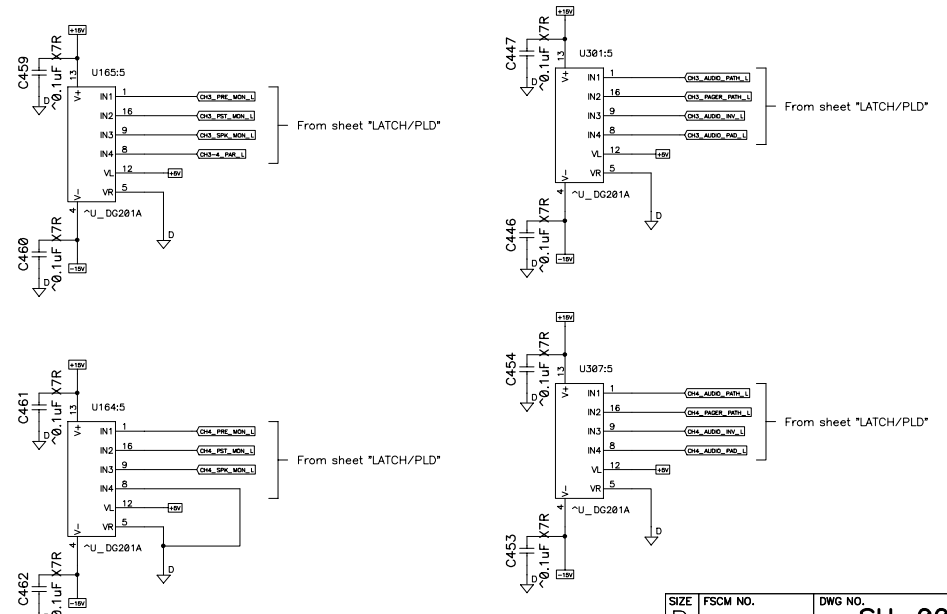 +15V
C459
~0.1uF X7R
13
U165:5
V+
IN1 1 CH3_PRE_MON_L
IN2 16 CH3_PST_MON_L
IN3 9 CH3_SPK_MON_L
IN4 8 CH3-4_PAR_L
VL 12 +5V
VR 5
V-
4
^U_DG201A
D
From sheet "LATCH/PLD"
C460
~0.1uF X7R
D
D
-15V
+15V
C447
~0.1uF X7R
13
U301:5
V+
IN1 1 CH3_AUDIO_PATH_L
IN2 16 CH3_PAGER_PATH_L
IN3 9 CH3_AUDIO_INV_L
IN4 8 CH3_AUDIO_PAD_L
VL 12 +5V
VR 5
V-
4
^U_DG201A
D
From sheet "LATCH/PLD"
C446
~0.1uF X7R
D
D
-15V
+15V
C461
~0.1uF X7R
13
U164:5
V+
IN1 1 CH4_PRE_MON_L
IN2 16 CH4_PST_MON_L
IN3 9 CH4_SPK_MON_L
IN4 8
VL 12 +5V
VR 5
V-
4
^U_DG201A
D
From sheet "LATCH/PLD"
C462
~0.1uF X7R
D
-15V
+15V
C454
~0.1uF X7R
13
U307:5
V+
IN1 1 CH4_AUDIO_PATH_L
IN2 16 CH4_PAGER_PATH_L
IN3 9 CH4_AUDIO_INV_L
IN4 8 CH4_AUDIO_PAD_L
VL 12 +5V
VR 5
V-
4
^U_DG201A
D
From sheet "LATCH/PLD"
C453
~0.1uF X7R
D
D
-15V
SIZE FSCM NO. DWG NO.